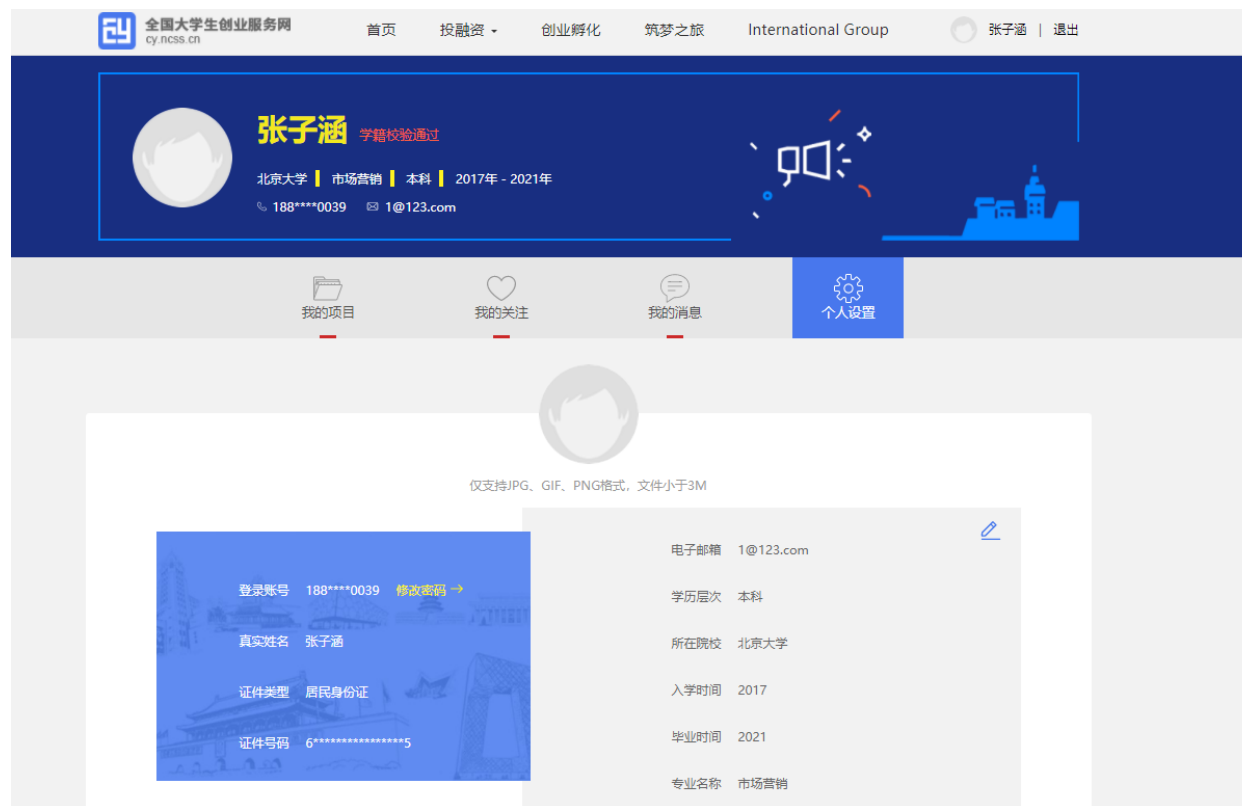 全国大学生创业服务网
cy.ncss.cn
首页 投融资 创业孵化 筑梦之旅 International Group 张子涵 | 退出
张子涵 学籍校验通过
北京大学 市场营销 本科 2017年 - 2021年
188****0039 1@123.com
我的项目 我的关注 我的消息 个人设置
仅支持JPG、GIF、PNG格式，文件小于3M
登录账号 188****0039 修改密码 →
真实姓名 张子涵
证件类型 居民身份证
证件号码 6****************5
电子邮箱 1@123.com
学历层次 本科
所在院校 北京大学
入学时间 2017
毕业时间 2021
专业名称 市场营销